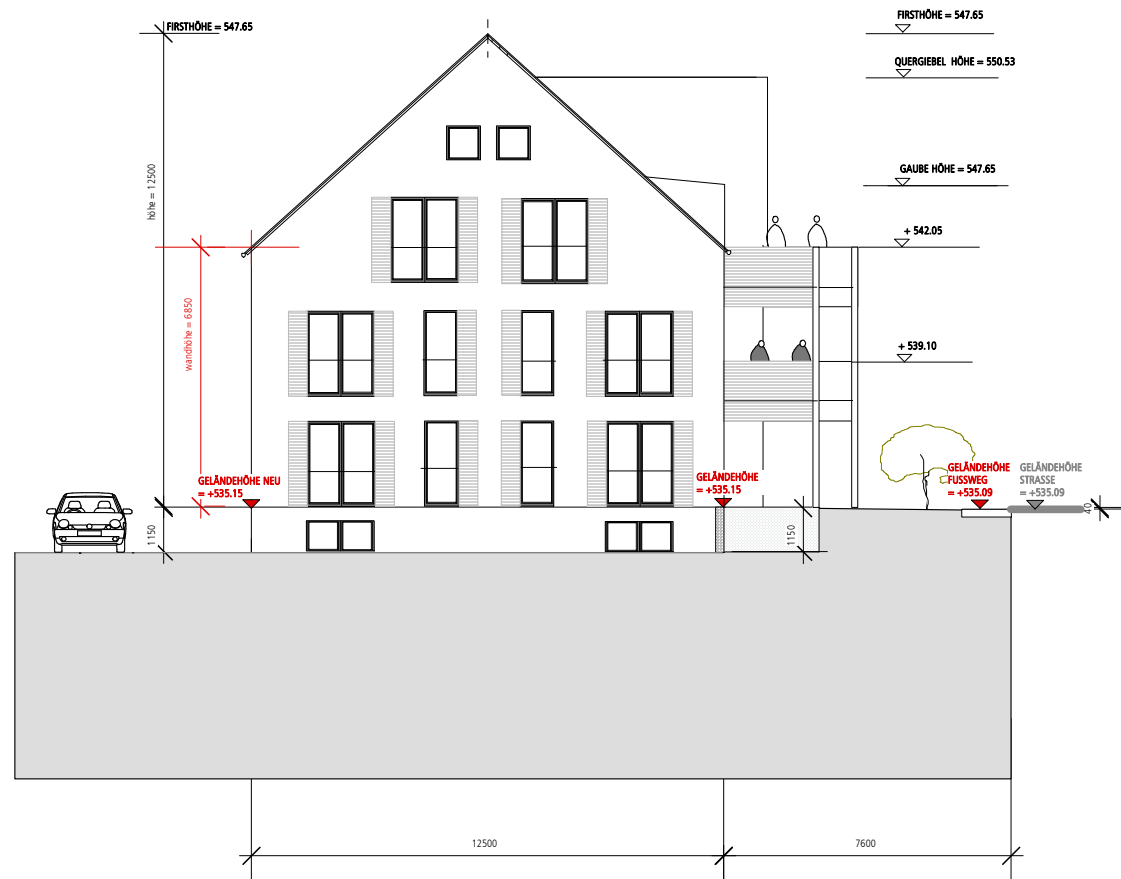 FIRSTHÖHE = 547.65
FIRSTHÖHE = 547.65
QUERGIEBEL HÖHE = 550.53
höhe = 12500
GAUBE HÖHE = 547.65
+ 542.05
wandhöhe = 6850
+ 539.10
GELÄNDEHÖHE NEU
= +535.15
GELÄNDEHÖHE
= +535.15
GELÄNDEHÖHE
FUSSWEG
= +535.09
GELÄNDEHÖHE
STRASSE
= +535.09
40
1150
1150
12500
7600